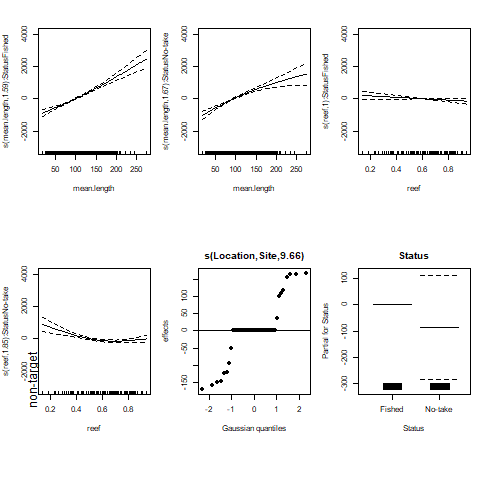 s(mean.length,1.59):StatusFished
-2000 0 2000 4000
50 100 150 200 250
mean.length
s(mean.length,1.67):StatusNo-take
-2000 0 2000 4000
50 100 150 200 250
mean.length
s(reef,1):StatusFished
-2000 0 2000 4000
0.2 0.4 0.6 0.8
reef
s(reef,1.85):StatusNo-take
-2000 0 2000 4000
non-target
0.2 0.4 0.6 0.8
reef
s(Location,Site,9.66)
effects
-150 -50 0 50 100
-2 -1 0 1 2
Gaussian quantiles
Status
Partial for Status
-300 -200 -100 0 100
Fished No-take
Status